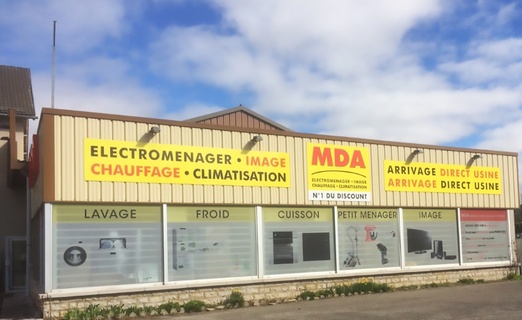 ELECTROMENAGER • IMAGE
CHAUFFAGE • CLIMATISATION
MDA
ELECTROMENAGER • IMAGE
CHAUFFAGE • CLIMATISATION
N°1 DU DISCOUNT
ARRIVAGE DIRECT USINE
ARRIVAGE DIRECT USINE
LAVAGE
FROID
CUISSON
PETIT MENAGER
IMAGE